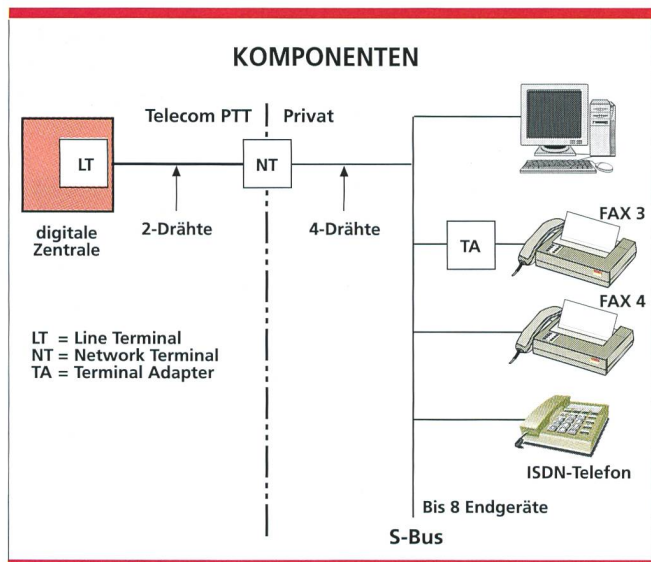 KOMPONENTEN
Telecom PTT
Privat
LT
NT
2-Drähte
4-Drähte
digitale
Zentrale
TA
FAX 3
FAX 4
LT = Line Terminal
NT = Network Terminal
TA = Terminal Adapter
ISDN-Telefon
Bis 8 Endgeräte
S-Bus